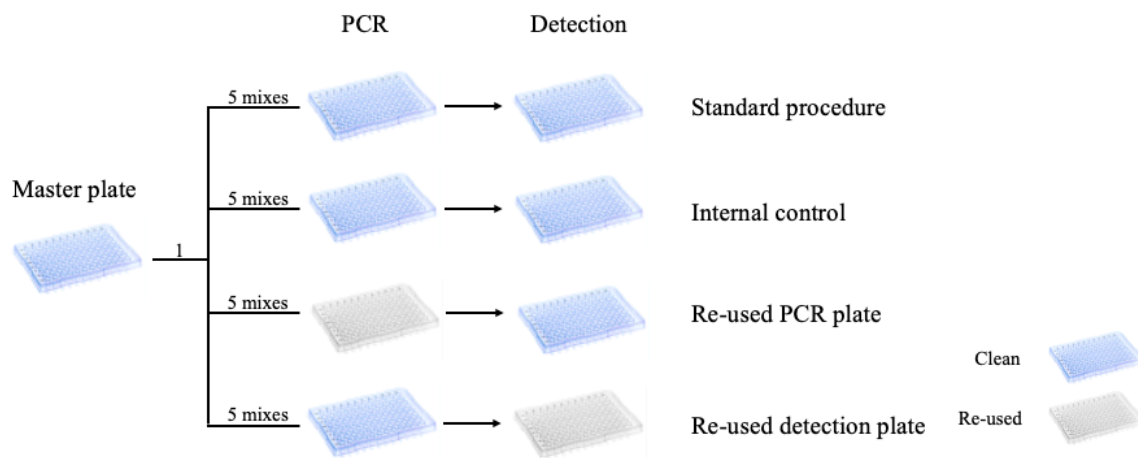 PCR
Detection
5 mixes
Standard procedure
Master plate
5 mixes
Internal control
1
5 mixes
Re-used PCR plate
Clean
5 mixes
Re-used detection plate
Re-used